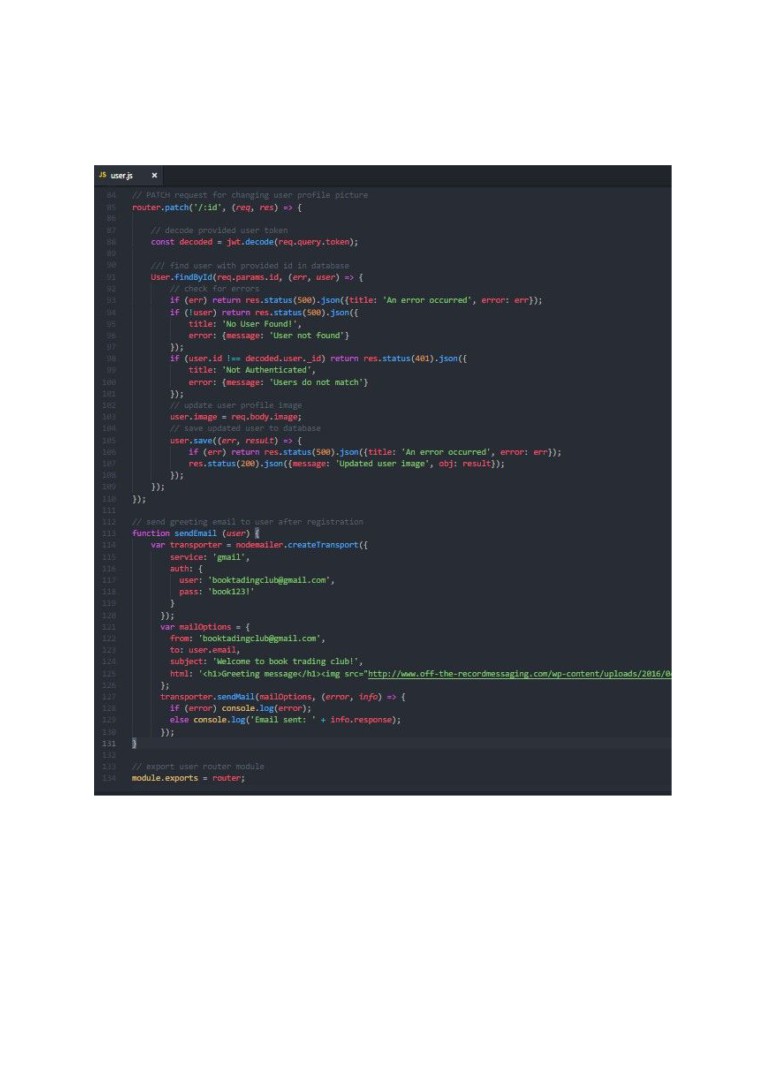 JS user.js ×
84 // PATCH request for changing user profile picture
85 router.patch('/:id', (req, res) => {
86
87 // decode provided user token
88 const decoded = jwt.decode(req.query.token);
89
90 /// find user with provided id in database
91 User.findById(req.params.id, (err, user) => {
92 // check for errors
93 if (err) return res.status(500).json({title: 'An error occurred', error: err});
94 if (!user) return res.status(500).json({
95 title: 'No User Found!',
96 error: {message: 'User not found'}
97 });
98 if (user.id !== decoded.user._id) return res.status(401).json({
99 title: 'Not Authenticated',
100 error: {message: 'Users do not match'}
101 });
102 // update user profile image
103 user.image = req.body.image;
104 // save updated user to database
105 user.save((err, result) => {
106 if (err) return res.status(500).json({title: 'An error occurred', error: err});
107 res.status(200).json({message: 'Updated user image', obj: result});
108 });
109 });
110 });
111
112 // send greeting email to user after registration
113 function sendEmail (user) {
114 var transporter = nodemailer.createTransport({
115 service: 'gmail',
116 auth: {
117 user: 'booktadingclub@gmail.com',
118 pass: 'book123!'
119 }
120 });
121 var mailOptions = {
122 from: 'booktadingclub@gmail.com',
123 to: user.email,
124 subject: 'Welcome to book trading club!',
125 html: '<h1>Greeting message</h1><img src="http://www.off-the-recordmessaging.com/wp-content/uploads/2016/0
126 };
127 transporter.sendMail(mailOptions, (error, info) => {
128 if (error) console.log(error);
129 else console.log('Email sent: ' + info.response);
130 });
131 }
132
133 // export user router module
134 module.exports = router;